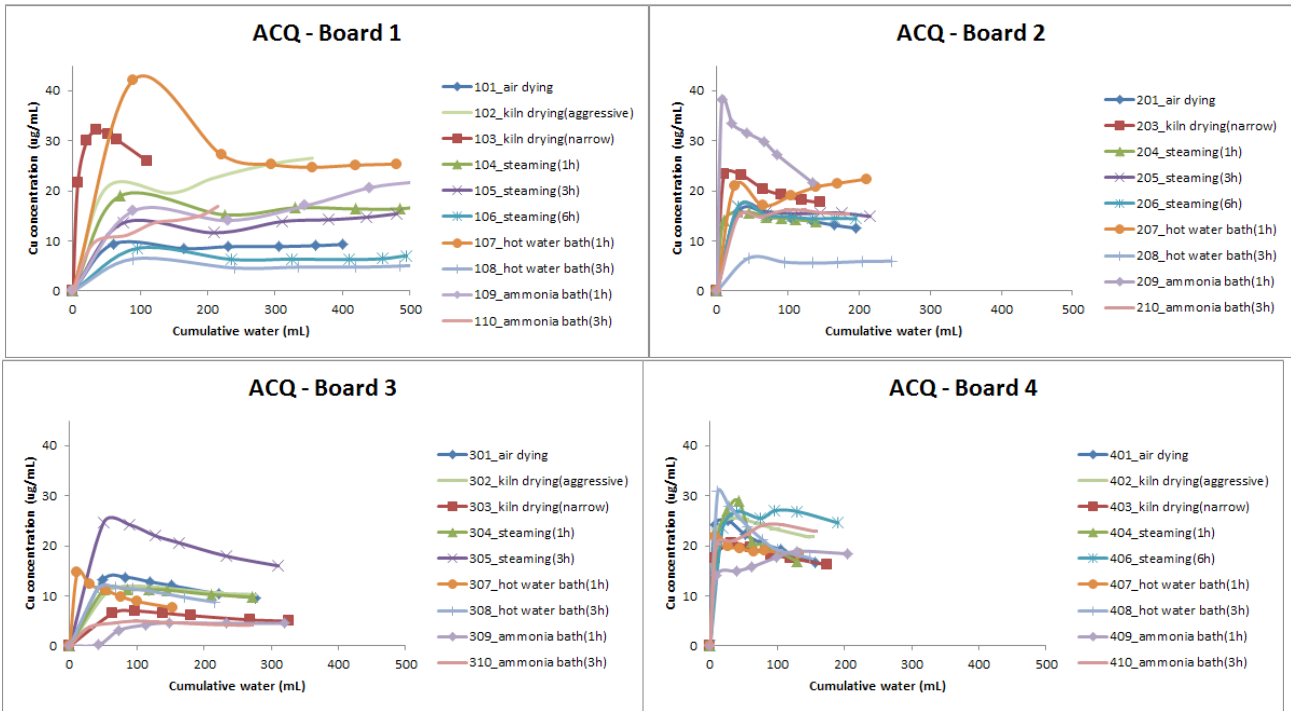 ACQ - Board 1
Cu concentration (ug/mL)
40
30
20
10
0
0
100
200
300
400
500
Cumulative water (mL)
101_air dying
102_kiln drying(aggressive)
103_kiln drying(narrow)
104_steaming(1h)
105_steaming(3h)
106_steaming(6h)
107_hot water bath(1h)
108_hot water bath(3h)
109_ammonia bath(1h)
110_ammonia bath(3h)
ACQ - Board 2
Cu concentration (ug/mL)
40
30
20
10
0
0
100
200
300
400
500
Cumulative water (mL)
201_air dying
203_kiln drying(narrow)
204_steaming(1h)
205_steaming(3h)
206_steaming(6h)
207_hot water bath(1h)
208_hot water bath(3h)
209_ammonia bath(1h)
210_ammonia bath(3h)
ACQ - Board 3
Cu concentration (ug/mL)
40
30
20
10
0
0
100
200
300
400
500
Cumulative water (mL)
301_air dying
302_kiln drying(aggressive)
303_kiln drying(narrow)
304_steaming(1h)
305_steaming(3h)
307_hot water bath(1h)
308_hot water bath(3h)
309_ammonia bath(1h)
310_ammonia bath(3h)
ACQ - Board 4
Cu concentration (ug/mL)
40
30
20
10
0
0
100
200
300
400
500
Cumulative water (mL)
401_air dying
402_kiln drying(aggressive)
403_kiln drying(narrow)
404_steaming(1h)
406_steaming(6h)
407_hot water bath(1h)
408_hot water bath(3h)
409_ammonia bath(1h)
410_ammonia bath(3h)